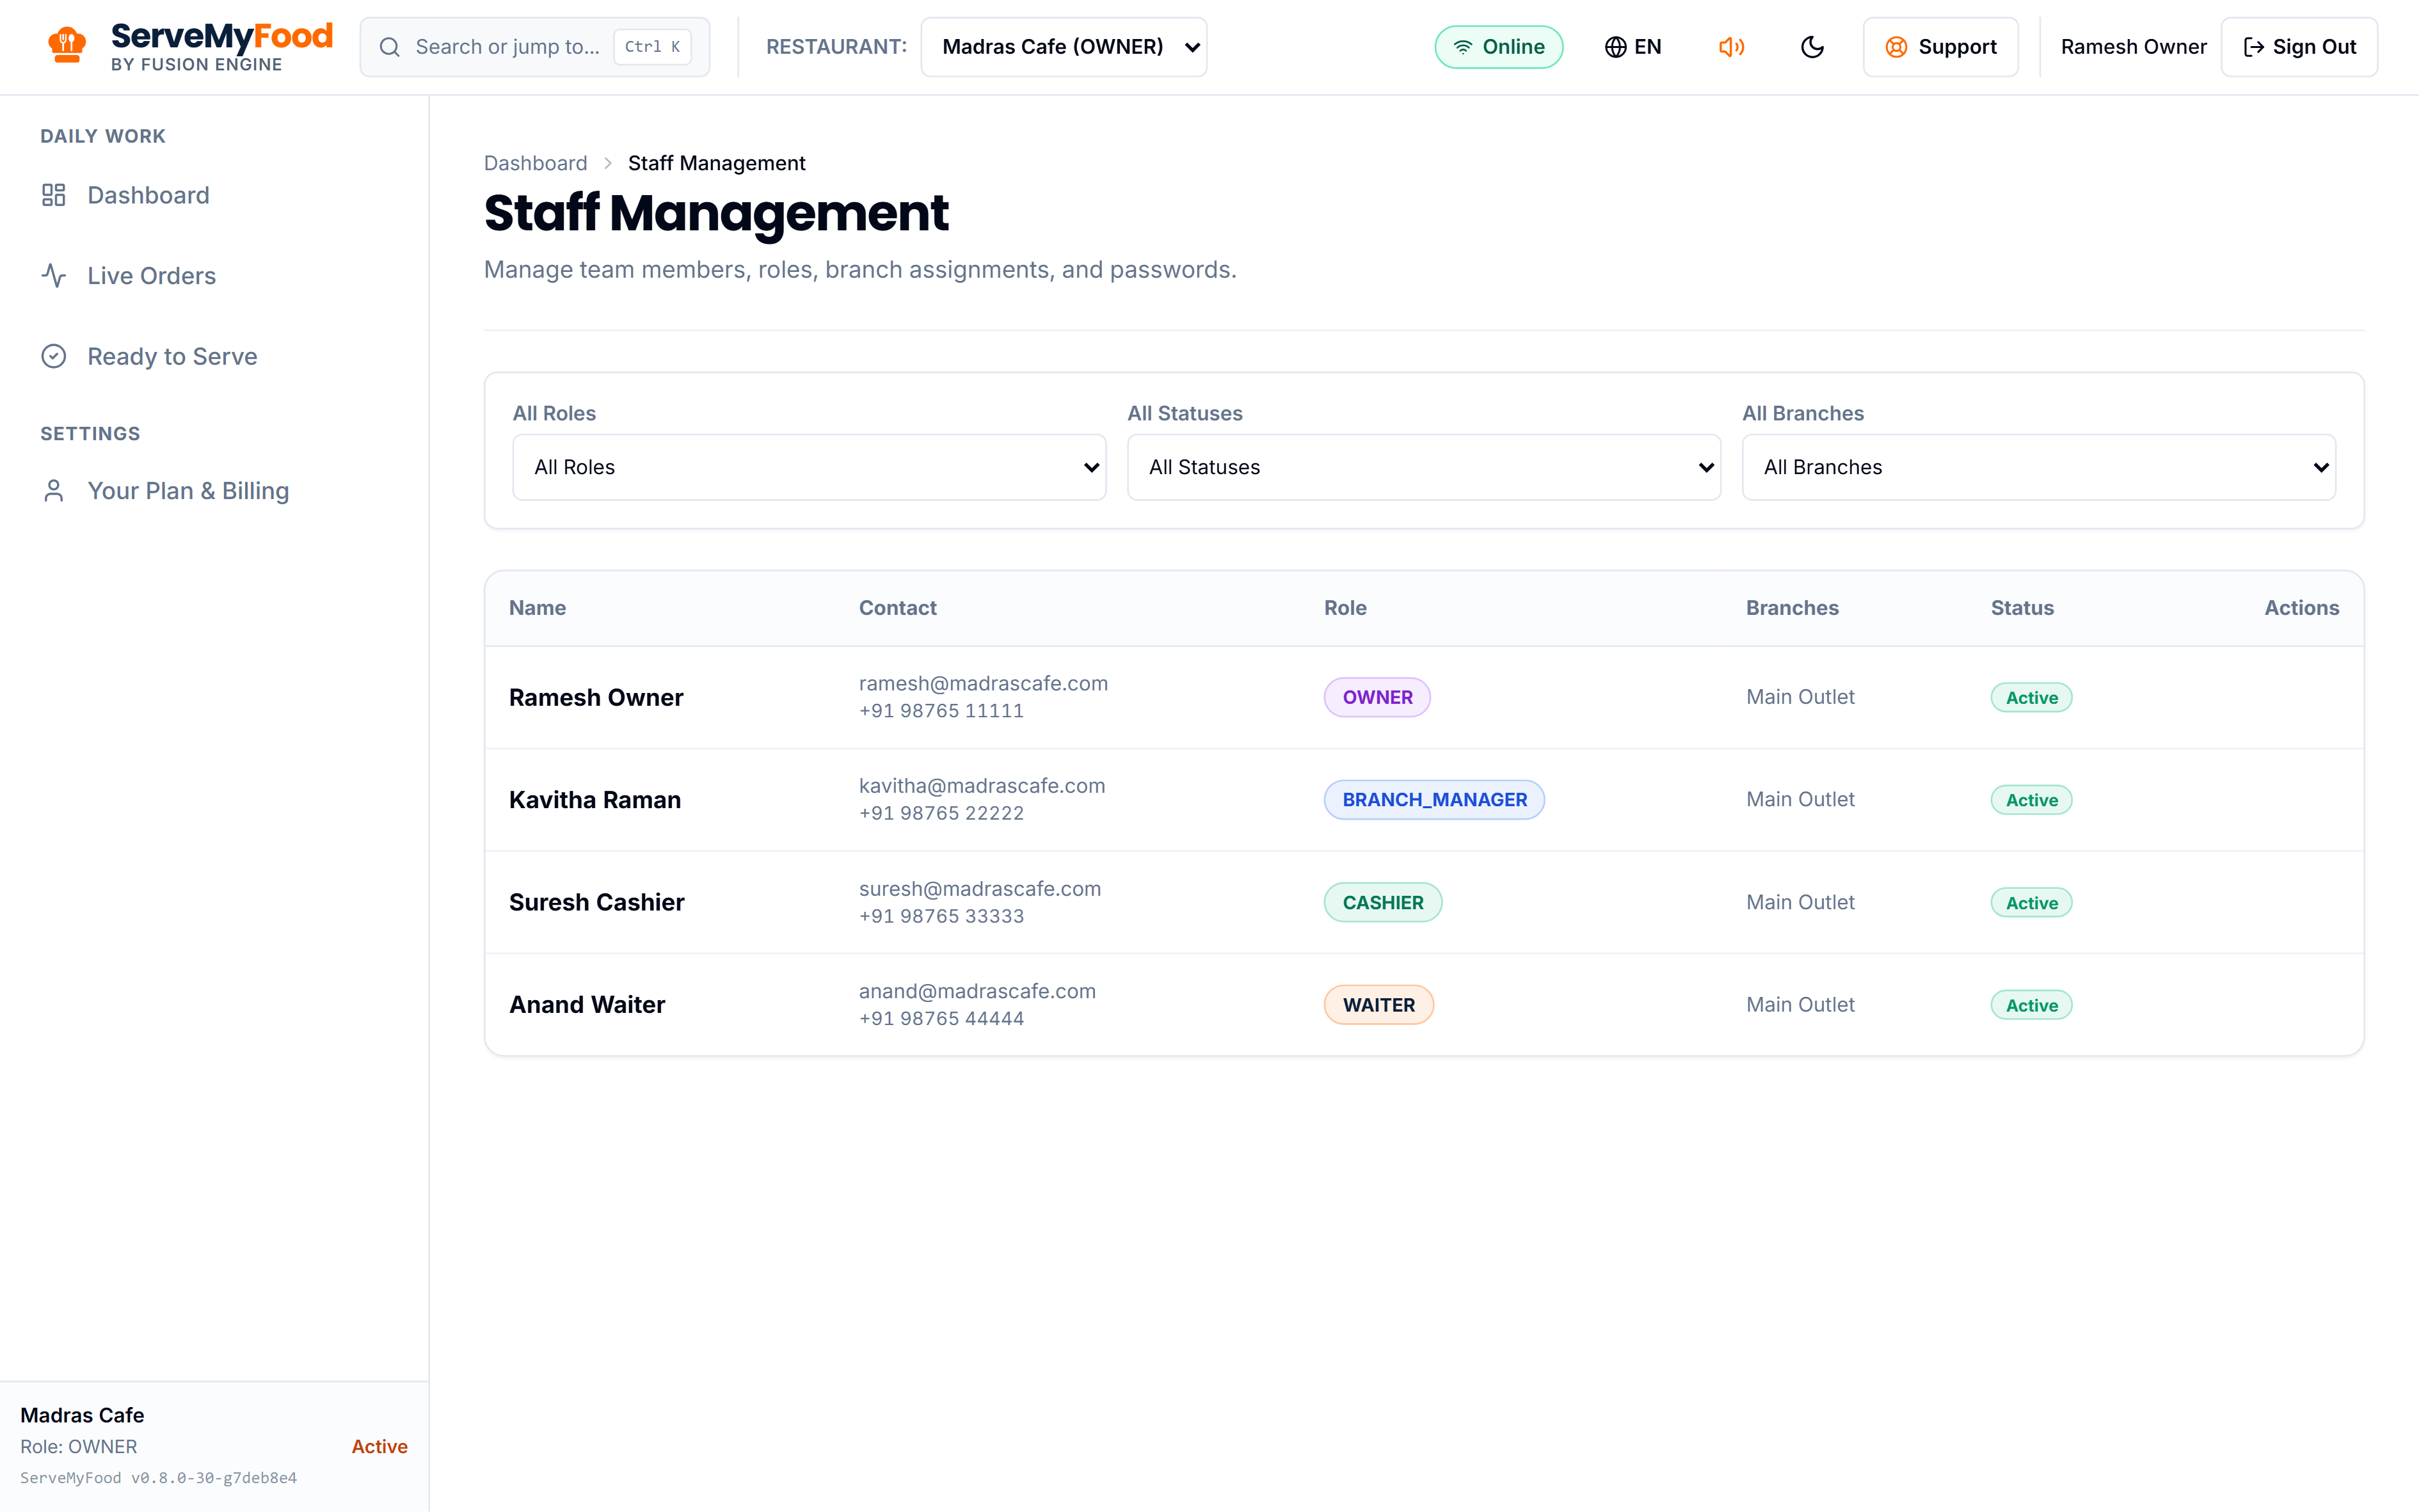 ServeMyFood
BY FUSION ENGINE
Search or jump to... Ctrl K
RESTAURANT: Madras Cafe (OWNER)
Online
EN
Support
Ramesh Owner
Sign Out
DAILY WORK
Dashboard
Live Orders
Ready to Serve
SETTINGS
Your Plan & Billing
Dashboard > Staff Management
Staff Management
Manage team members, roles, branch assignments, and passwords.
All Roles All Statuses All Branches
All Roles All Statuses All Branches
Name Contact Role Branches Status Actions
Ramesh Owner ramesh@madrascafe.com OWNER Main Outlet Active
+91 98765 11111
Kavitha Raman kavitha@madrascafe.com BRANCH_MANAGER Main Outlet Active
+91 98765 22222
Suresh Cashier suresh@madrascafe.com CASHIER Main Outlet Active
+91 98765 33333
Anand Waiter anand@madrascafe.com WAITER Main Outlet Active
+91 98765 44444
Madras Cafe
Role: OWNER Active
ServeMyFood v0.8.0-30-g7deb8e4